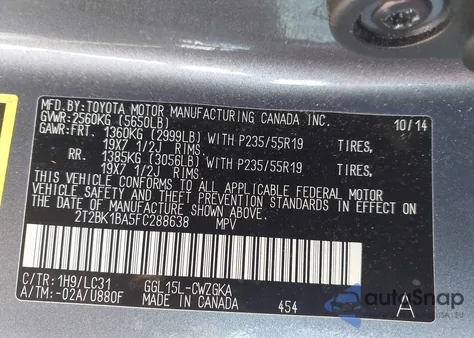 MFD.BY:TOYOTA MOTOR MANUFACTURING CANADA INC.
10/14
GVWR:2560KG (5650LB)
GAWR:FRT. 1360KG (2999LB) WITH P235/55R19 TIRES,
19X7 1/2J RIMS.
RR. 1385KG (3056LB) WITH P235/55R19 TIRES,
19X7 1/2J RIMS.
THIS VEHICLE CONFORMS TO ALL APPLICABLE FEDERAL MOTOR
VEHICLE SAFETY AND THEFT PREVENTION STANDARDS IN EFFECT ON
THE DATE OF MANUFACTURE SHOWN ABOVE.
2T2BK1BA5FC288638 MPV
C/TR:1H9/LC31 GGL15L-CWZGKA
A/TM:-02A/U880F MADE IN CANADA 454 A
autoSnap